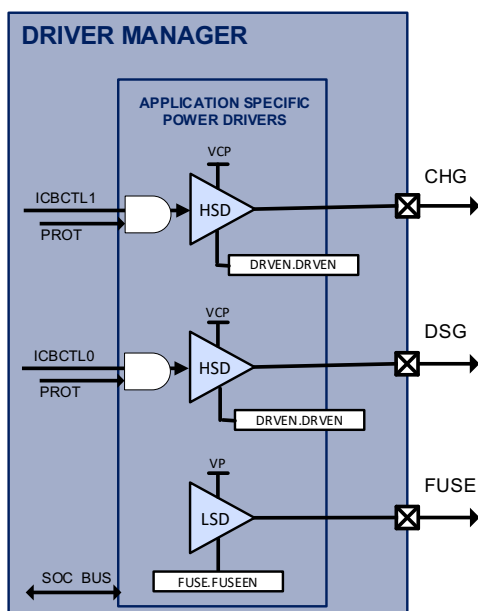 DRIVER MANAGER
APPLICATION SPECIFIC
POWER DRIVERS
VCP
CHG
ICBCTL1
HSD
PROT
DRVEN.DRVEN
VCP
DSG
ICBCTL0
HSD
PROT
DRVEN.DRVEN
VP
FUSE
LSD
SOC BUS
FUSE.FUSEEN